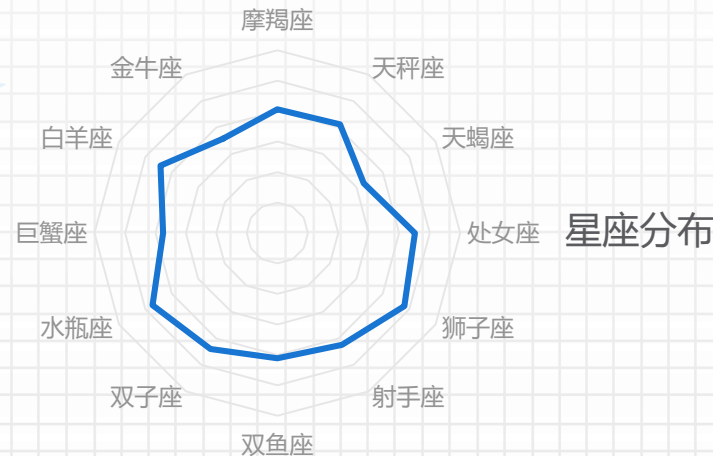 摩羯座
金牛座
天秤座
白羊座
天蝎座
巨蟹座
处女座
星座分布
水瓶座
狮子座
双子座
射手座
双鱼座